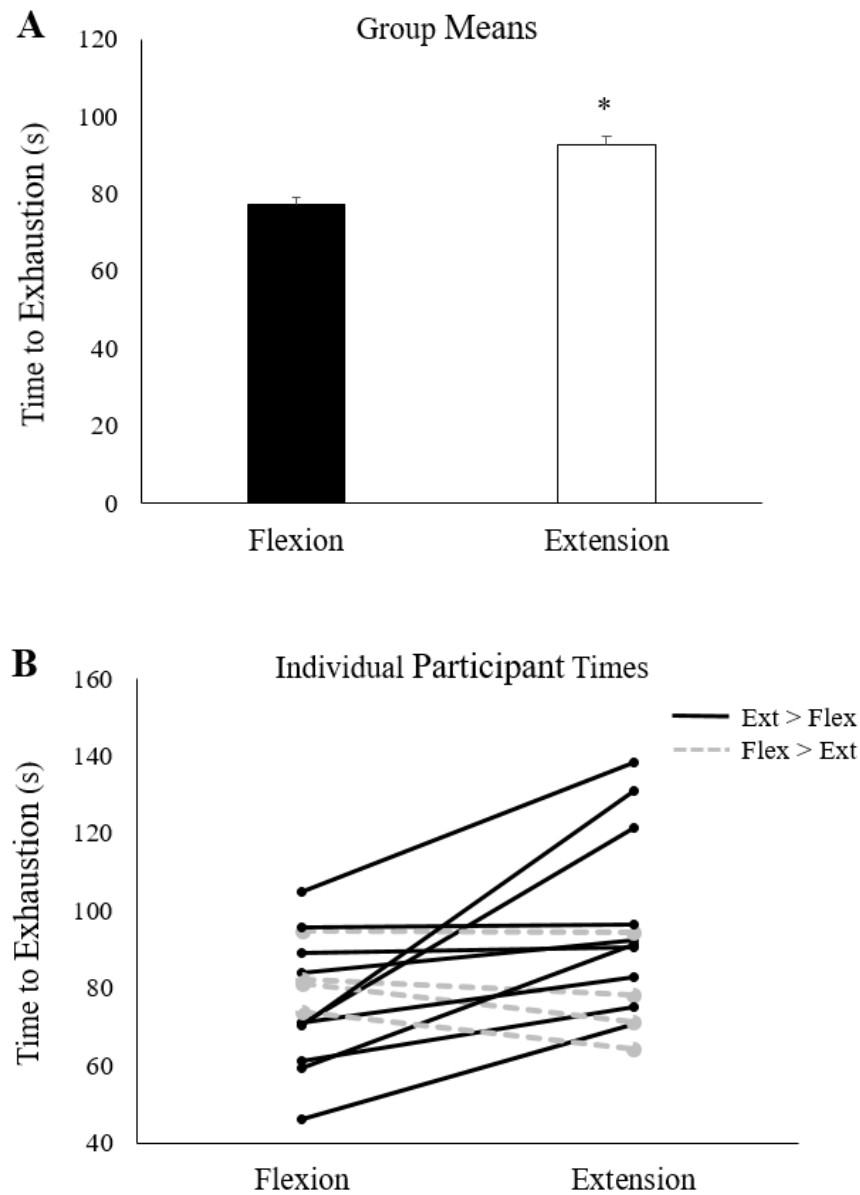 A
Group Means
Time to Exhaustion (s)
120
100
80
60
40
20
0
*
Flexion
Extension
B
Individual Participant Times
Time to Exhaustion (s)
160
140
120
100
80
60
40
Ext > Flex
Flex > Ext
Flexion
Extension